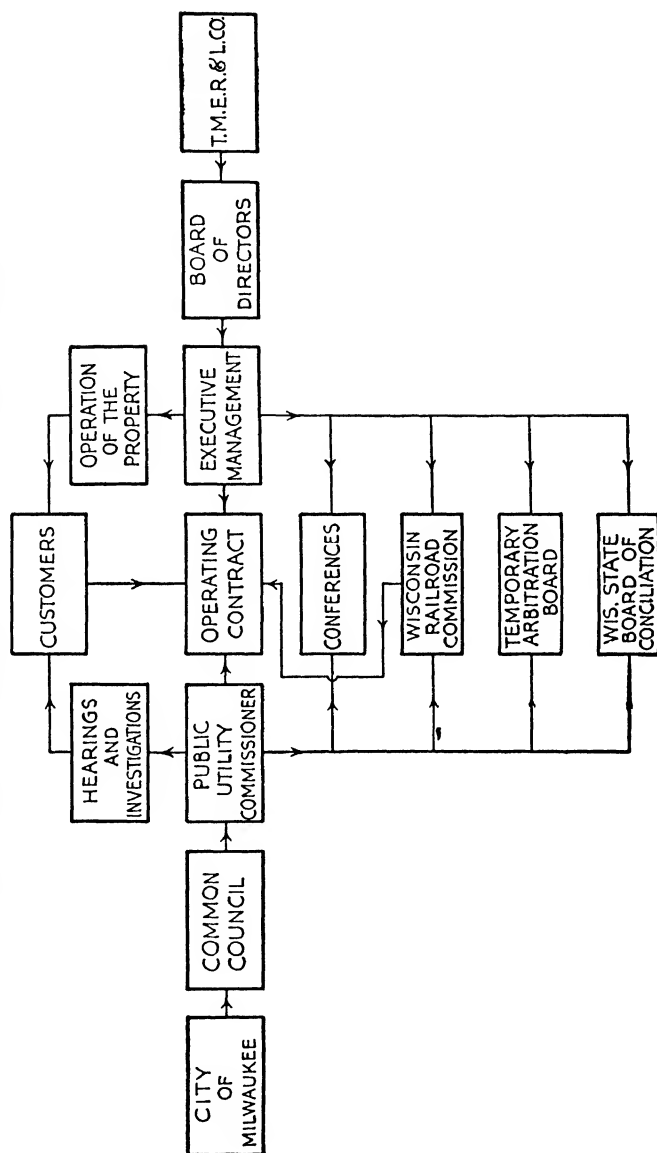 HEARINGS
AND
INVESTIGATIONS
CUSTOMERS
OPERATION
OF THE
PROPERTY
CITY
OF
MILWAUKEE
COMMON
COUNCIL
PUBLIC
UTILITY
COMMISSIONER
OPERATING
CONTRACT
EXECUTIVE
MANAGEMENT
BOARD
OF
DIRECTORS
T.M.E.R.&L.CO.
CONFERENCES
WISCONSIN
RAILROAD
COMMISSION
TEMPORARY
ARBITRATION
BOARD
WIS. STATE
BOARD OF
CONCILIATION